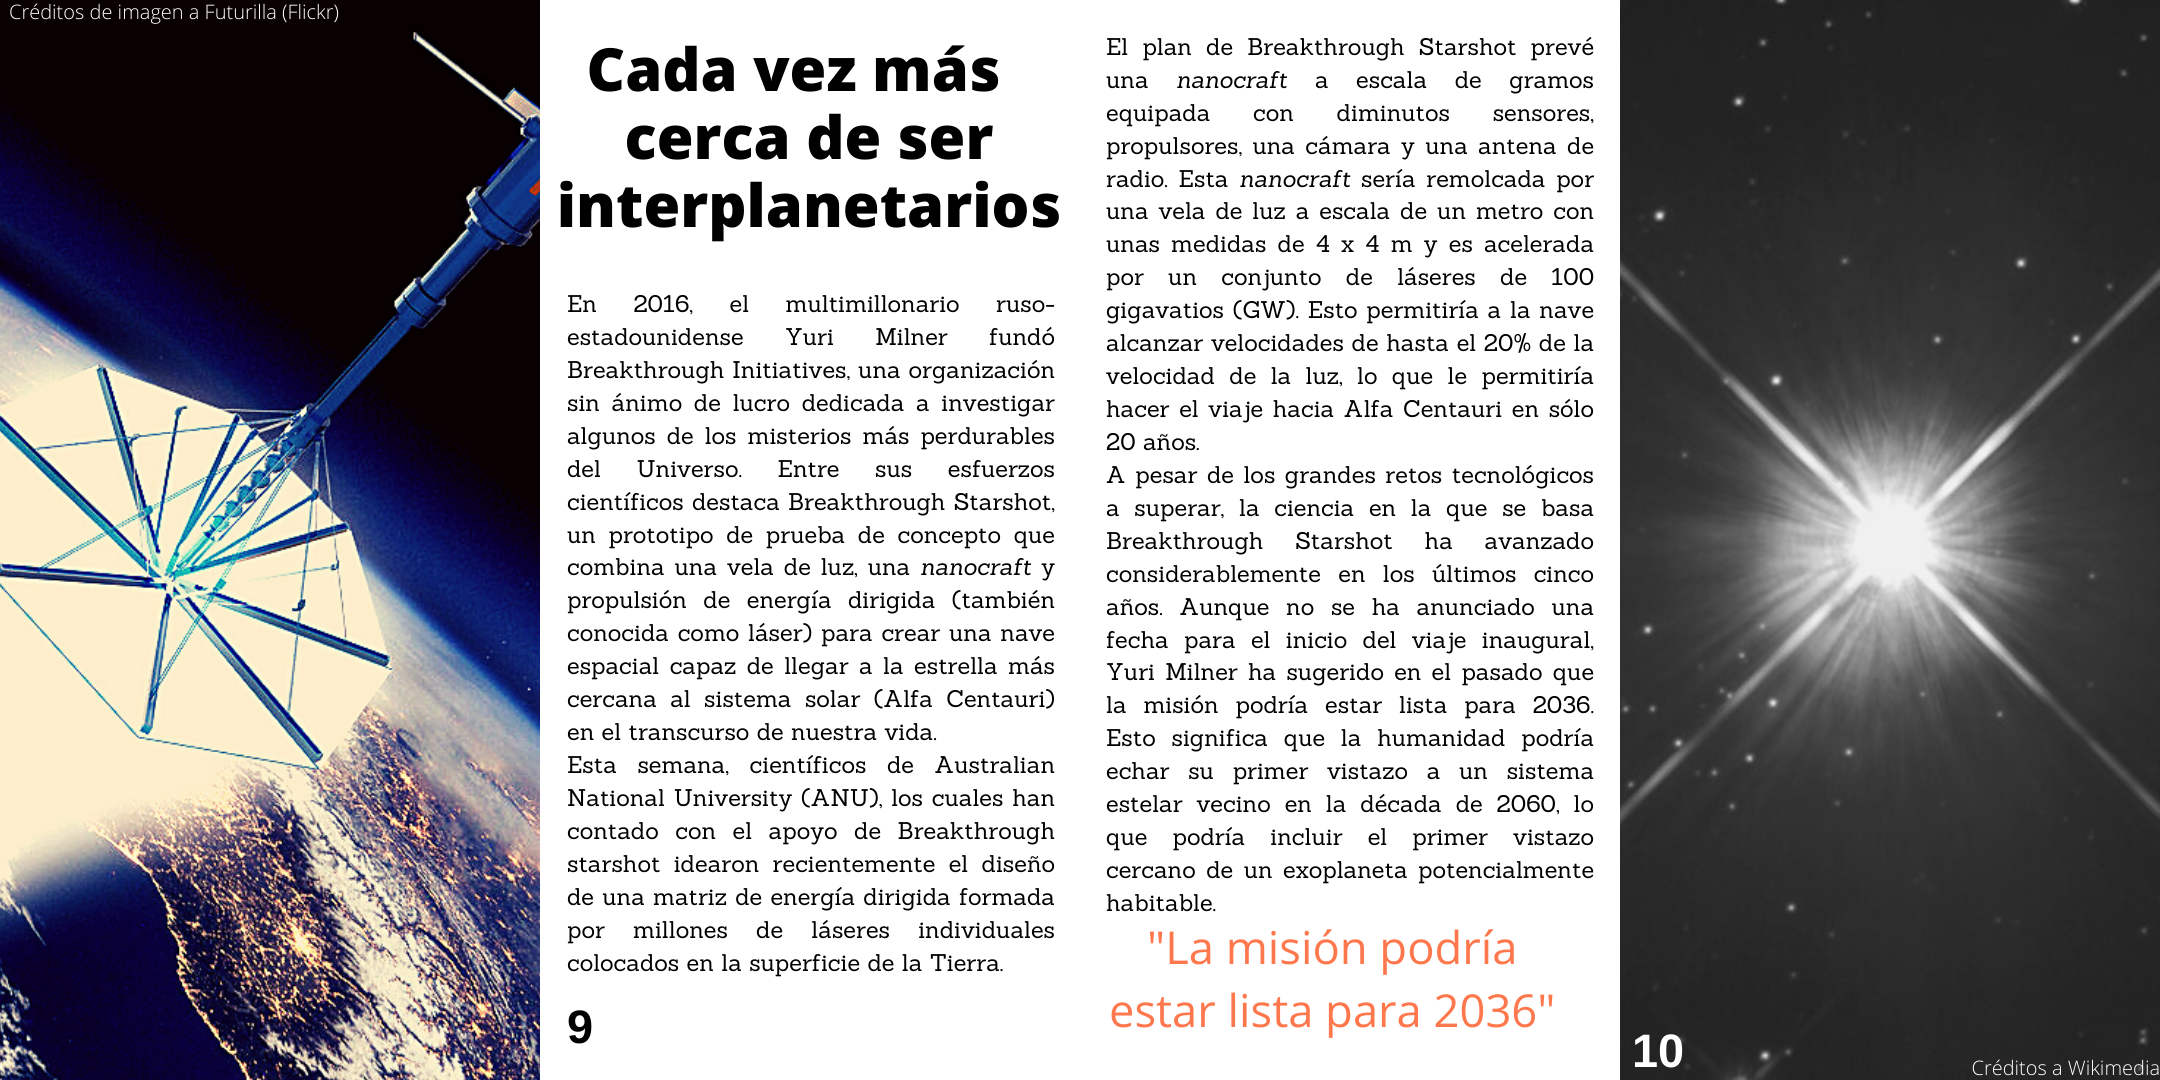 Créditos de imagen a Futurilla (Flickr)
Cada vez más
cerca de ser
interplanetarios
En 2016, el multimillonario ruso-
estadounidense Yuri Milner fundó
Breakthrough Initiatives, una organización
sin ánimo de lucro dedicada a investigar
algunos de los misterios más perdurables
del Universo. Entre sus esfuerzos
científicos destaca Breakthrough Starshot,
un prototipo de prueba de concepto que
combina una vela de luz, una nanocraft y
propulsión de energía dirigida (también
conocida como láser) para crear una nave
espacial capaz de llegar a la estrella más
cercana al sistema solar (Alfa Centauri)
en el transcurso de nuestra vida.
Esta semana, científicos de Australian
National University (ANU), los cuales han
contado con el apoyo de Breakthrough
starshot idearon recientemente el diseño
de una matriz de energía dirigida formada
por millones de láseres individuales
colocados en la superficie de la Tierra.
9
El plan de Breakthrough Starshot prevé
una nanocraft a escala de gramos
equipada con diminutos sensores,
propulsores, una cámara y una antena de
radio. Esta nanocraft sería remolcada por
una vela de luz a escala de un metro con
unas medidas de 4 x 4 m y es acelerada
por un conjunto de láseres de 100
gigavatios (GW). Esto permitiría a la nave
alcanzar velocidades de hasta el 20% de la
velocidad de la luz, lo que le permitiría
hacer el viaje hacia Alfa Centauri en sólo
20 años.
A pesar de los grandes retos tecnológicos
a superar, la ciencia en la que se basa
Breakthrough Starshot ha avanzado
considerablemente en los últimos cinco
años. Aunque no se ha anunciado una
fecha para el inicio del viaje inaugural,
Yuri Milner ha sugerido en el pasado que
la misión podría estar lista para 2036.
Esto significa que la humanidad podría
echar su primer vistazo a un sistema
estelar vecino en la década de 2060, lo
que podría incluir el primer vistazo
cercano de un exoplaneta potencialmente
habitable.
"La misión podría
estar lista para 2036"
10
Créditos a Wikimedia